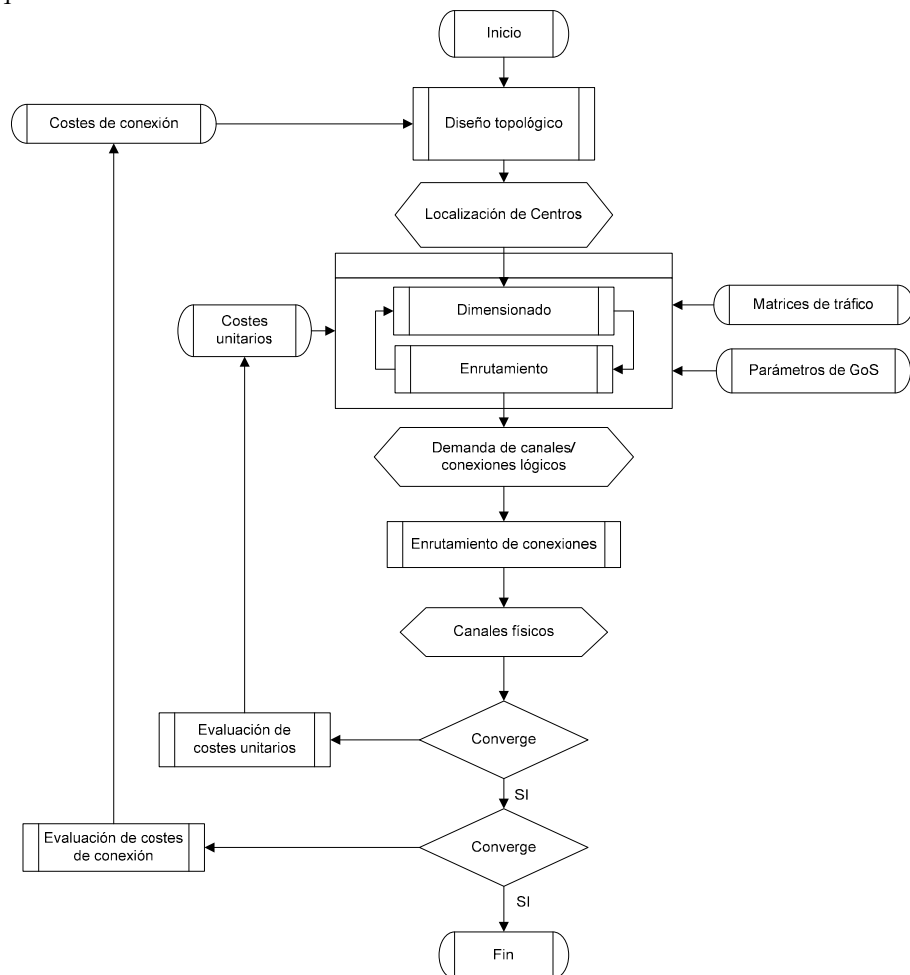 Inicio
Costes de conexión
Diseño topológico
Localización de Centros
Costes
unitarios
Dimensionado
Enrutamiento
Matrices de tráfico
Parámetros de GoS
Demanda de canales/
conexiones lógicos
Enrutamiento de conexiones
Canales físicos
Evaluación de
costes unitarios
Converge
SI
Evaluación de costes
de conexión
Converge
SI
Fin